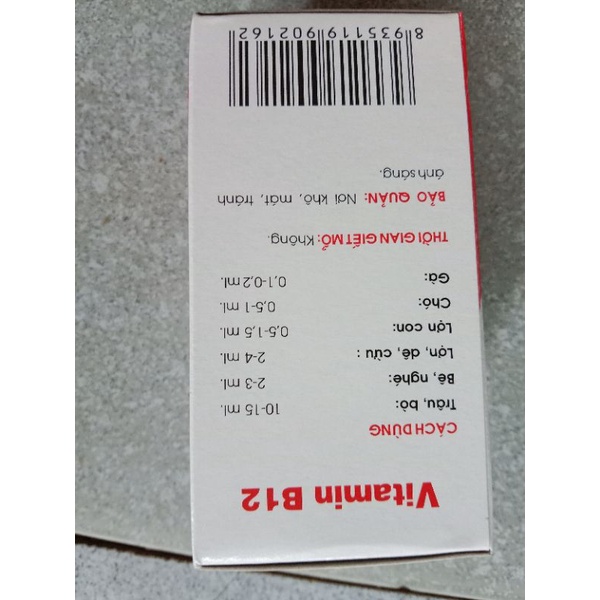 Vitamin B12
CÁCH DÙNG
Trâu, bò: 10-15 ml.
Bê, nghé: 2-3 ml.
Lợn, dê, cừu : 2-4 ml.
Lợn con: 0,5-1,5 ml.
Chó: 0,5-1 ml.
Gà: 0,1-0,2 ml.
THỜI GIAN GIẾT MỔ: Không.
BẢO QUẢN: Nơi khô, mát, tránh
ánh sáng.
8935119902162